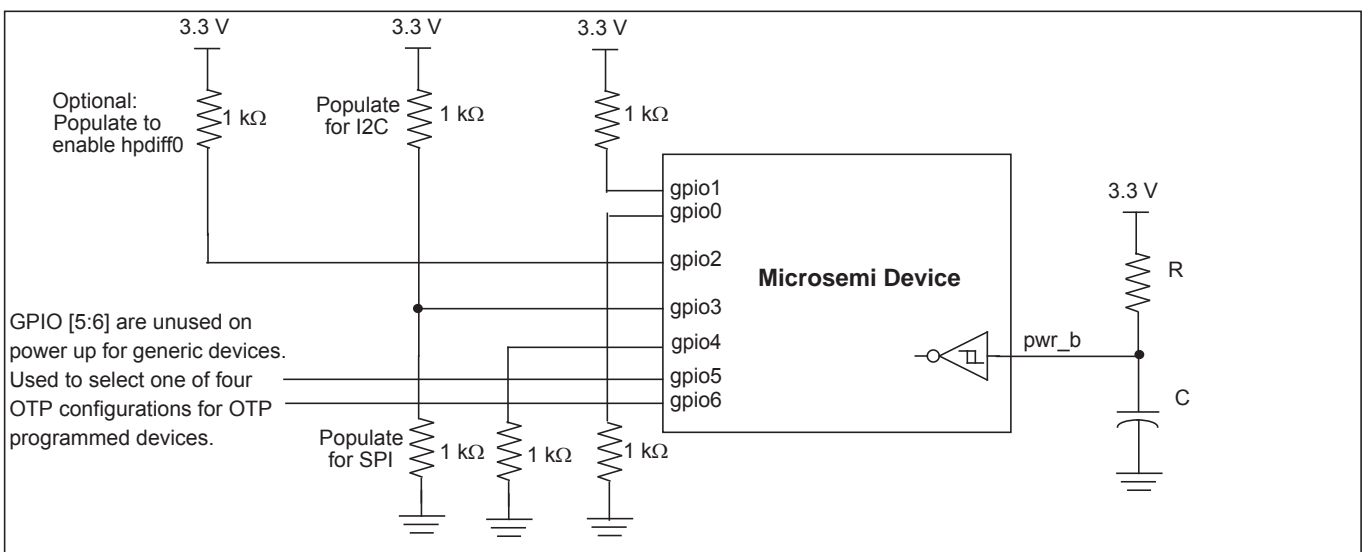 3.3 V
3.3 V
3.3 V
Optional:
Populate to
enable hpdiff0
1 kΩ
Populate
for I2C
1 kΩ
1 kΩ
gpio1
gpio0
gpio2
gpio3
gpio4
gpio5
gpio6
Microsemi Device
3.3 V
R
pwr_b
C
GPIO [5:6] are unused on
power up for generic devices.
Used to select one of four
OTP configurations for OTP
programmed devices.
Populate
for SPI
1 kΩ
1 kΩ
1 kΩ